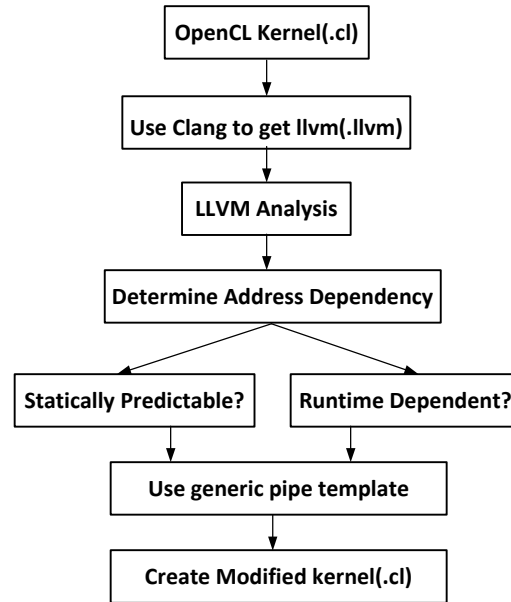 OpenCL Kernel(.cl)
Use Clang to get llvm(.llvm)
LLVM Analysis
Determine Address Dependency
Statically Predictable?
Runtime Dependent?
Use generic pipe template
Create Modified kernel(.cl)